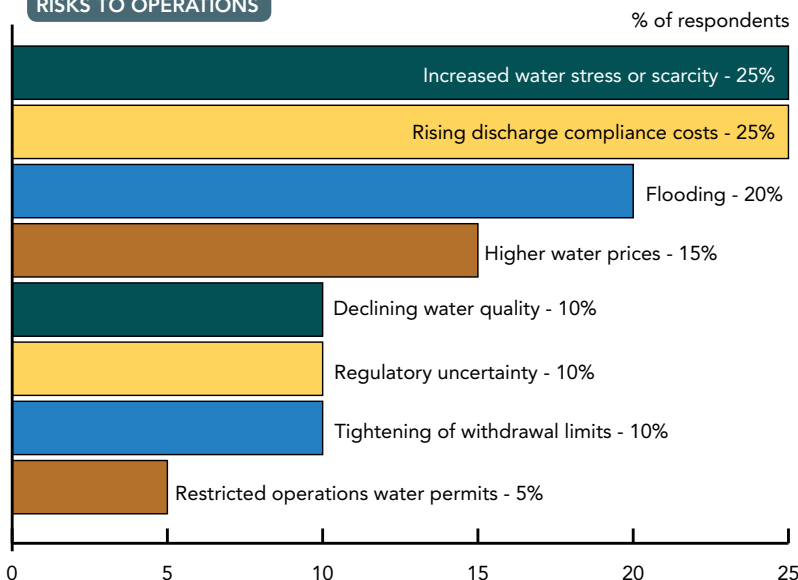 RISKS TO OPERATIONS
% of respondents
Increased water stress or scarcity - 25%
Rising discharge compliance costs - 25%
Flooding - 20%
Higher water prices - 15%
Declining water quality - 10%
Regulatory uncertainty - 10%
Tightening of withdrawal limits - 10%
Restricted operations water permits - 5%
0 5 10 15 20 25